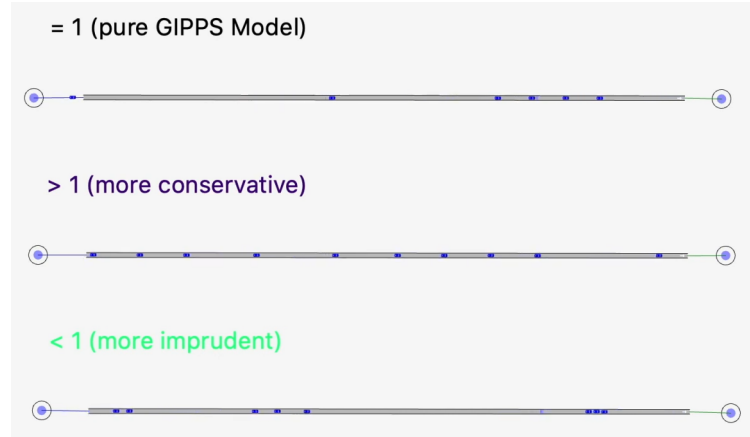 = 1 (pure GIPPS Model)
> 1 (more conservative)
< 1 (more imprudent)